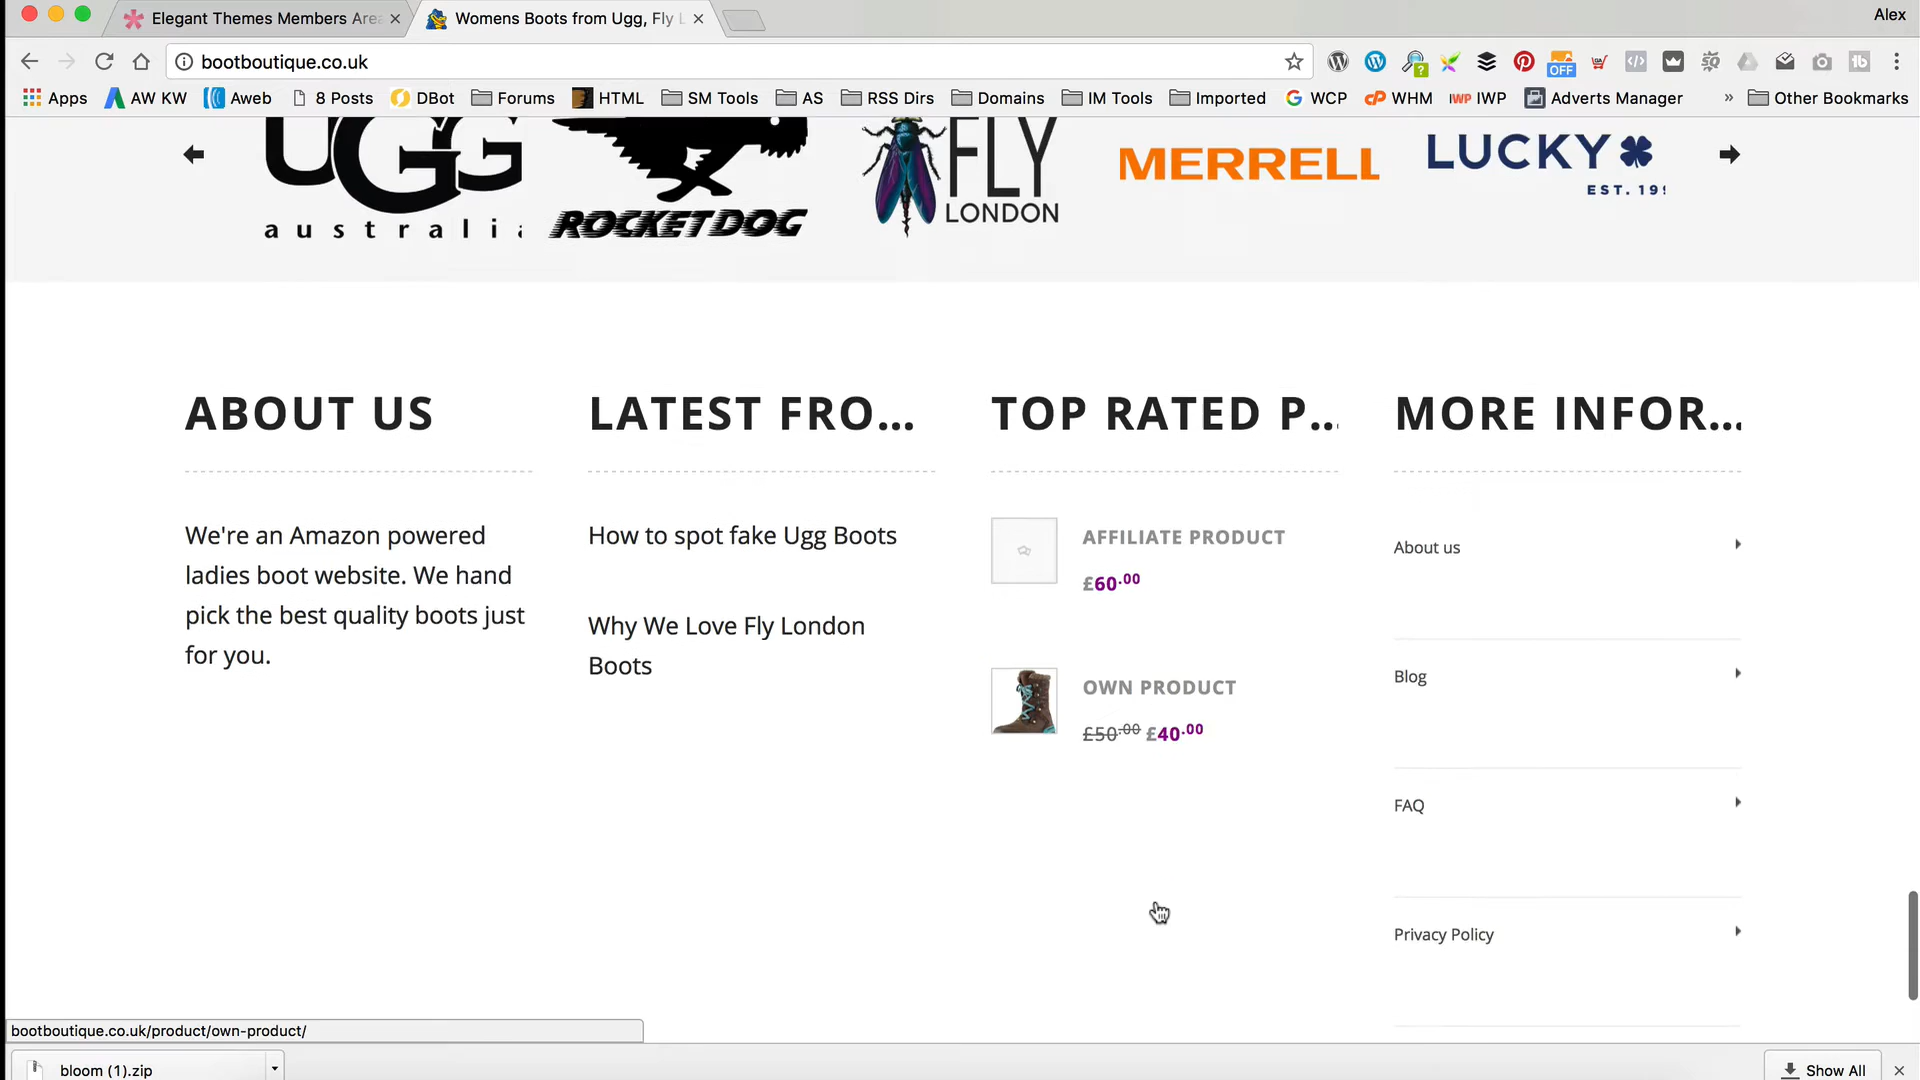 Elegant Themes Members Area
Womens Boots from Ugg, Fly L
Alex
bootboutique.co.uk
OFF
Apps
AW KW
Aweb
8 Posts
DBot
Forums
HTML
SM Tools
AS
RSS Dirs
Domains
IM Tools
Imported
WCP
WHM
IWP IWP
Adverts Manager
» Other Bookmarks
UGG
australi
ROCKET DOG
FLY
LONDON
MERRELL
LUCKY
EST. 19
ABOUT US
We're an Amazon powered
ladies boot website. We hand
pick the best quality boots just
for you.
LATEST FRO...
How to spot fake Ugg Boots
Why We Love Fly London
Boots
TOP RATED P...
AFFILIATE PRODUCT
£60.00
OWN PRODUCT
£50.00 £40.00
MORE INFOR...
About us
Blog
FAQ
Privacy Policy
bootboutique.co.uk/product/own-product/
bloom (1).zip
Show All